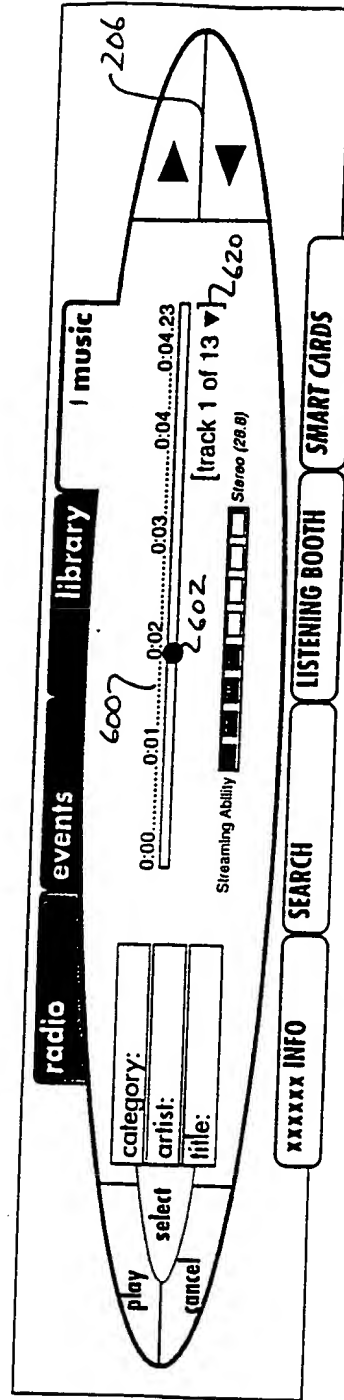 radio events library | music
206
play
select
cancel
category:
artist:
title:
600
0:00.........0:01.........0:02.........0:03.........0:04......0:04.23
602
[track 1 of 13 ▼]
620
Streaming Ability Stereo (28.8)
xxxxxx INFO SEARCH LISTENING BOOTH SMART CARDS